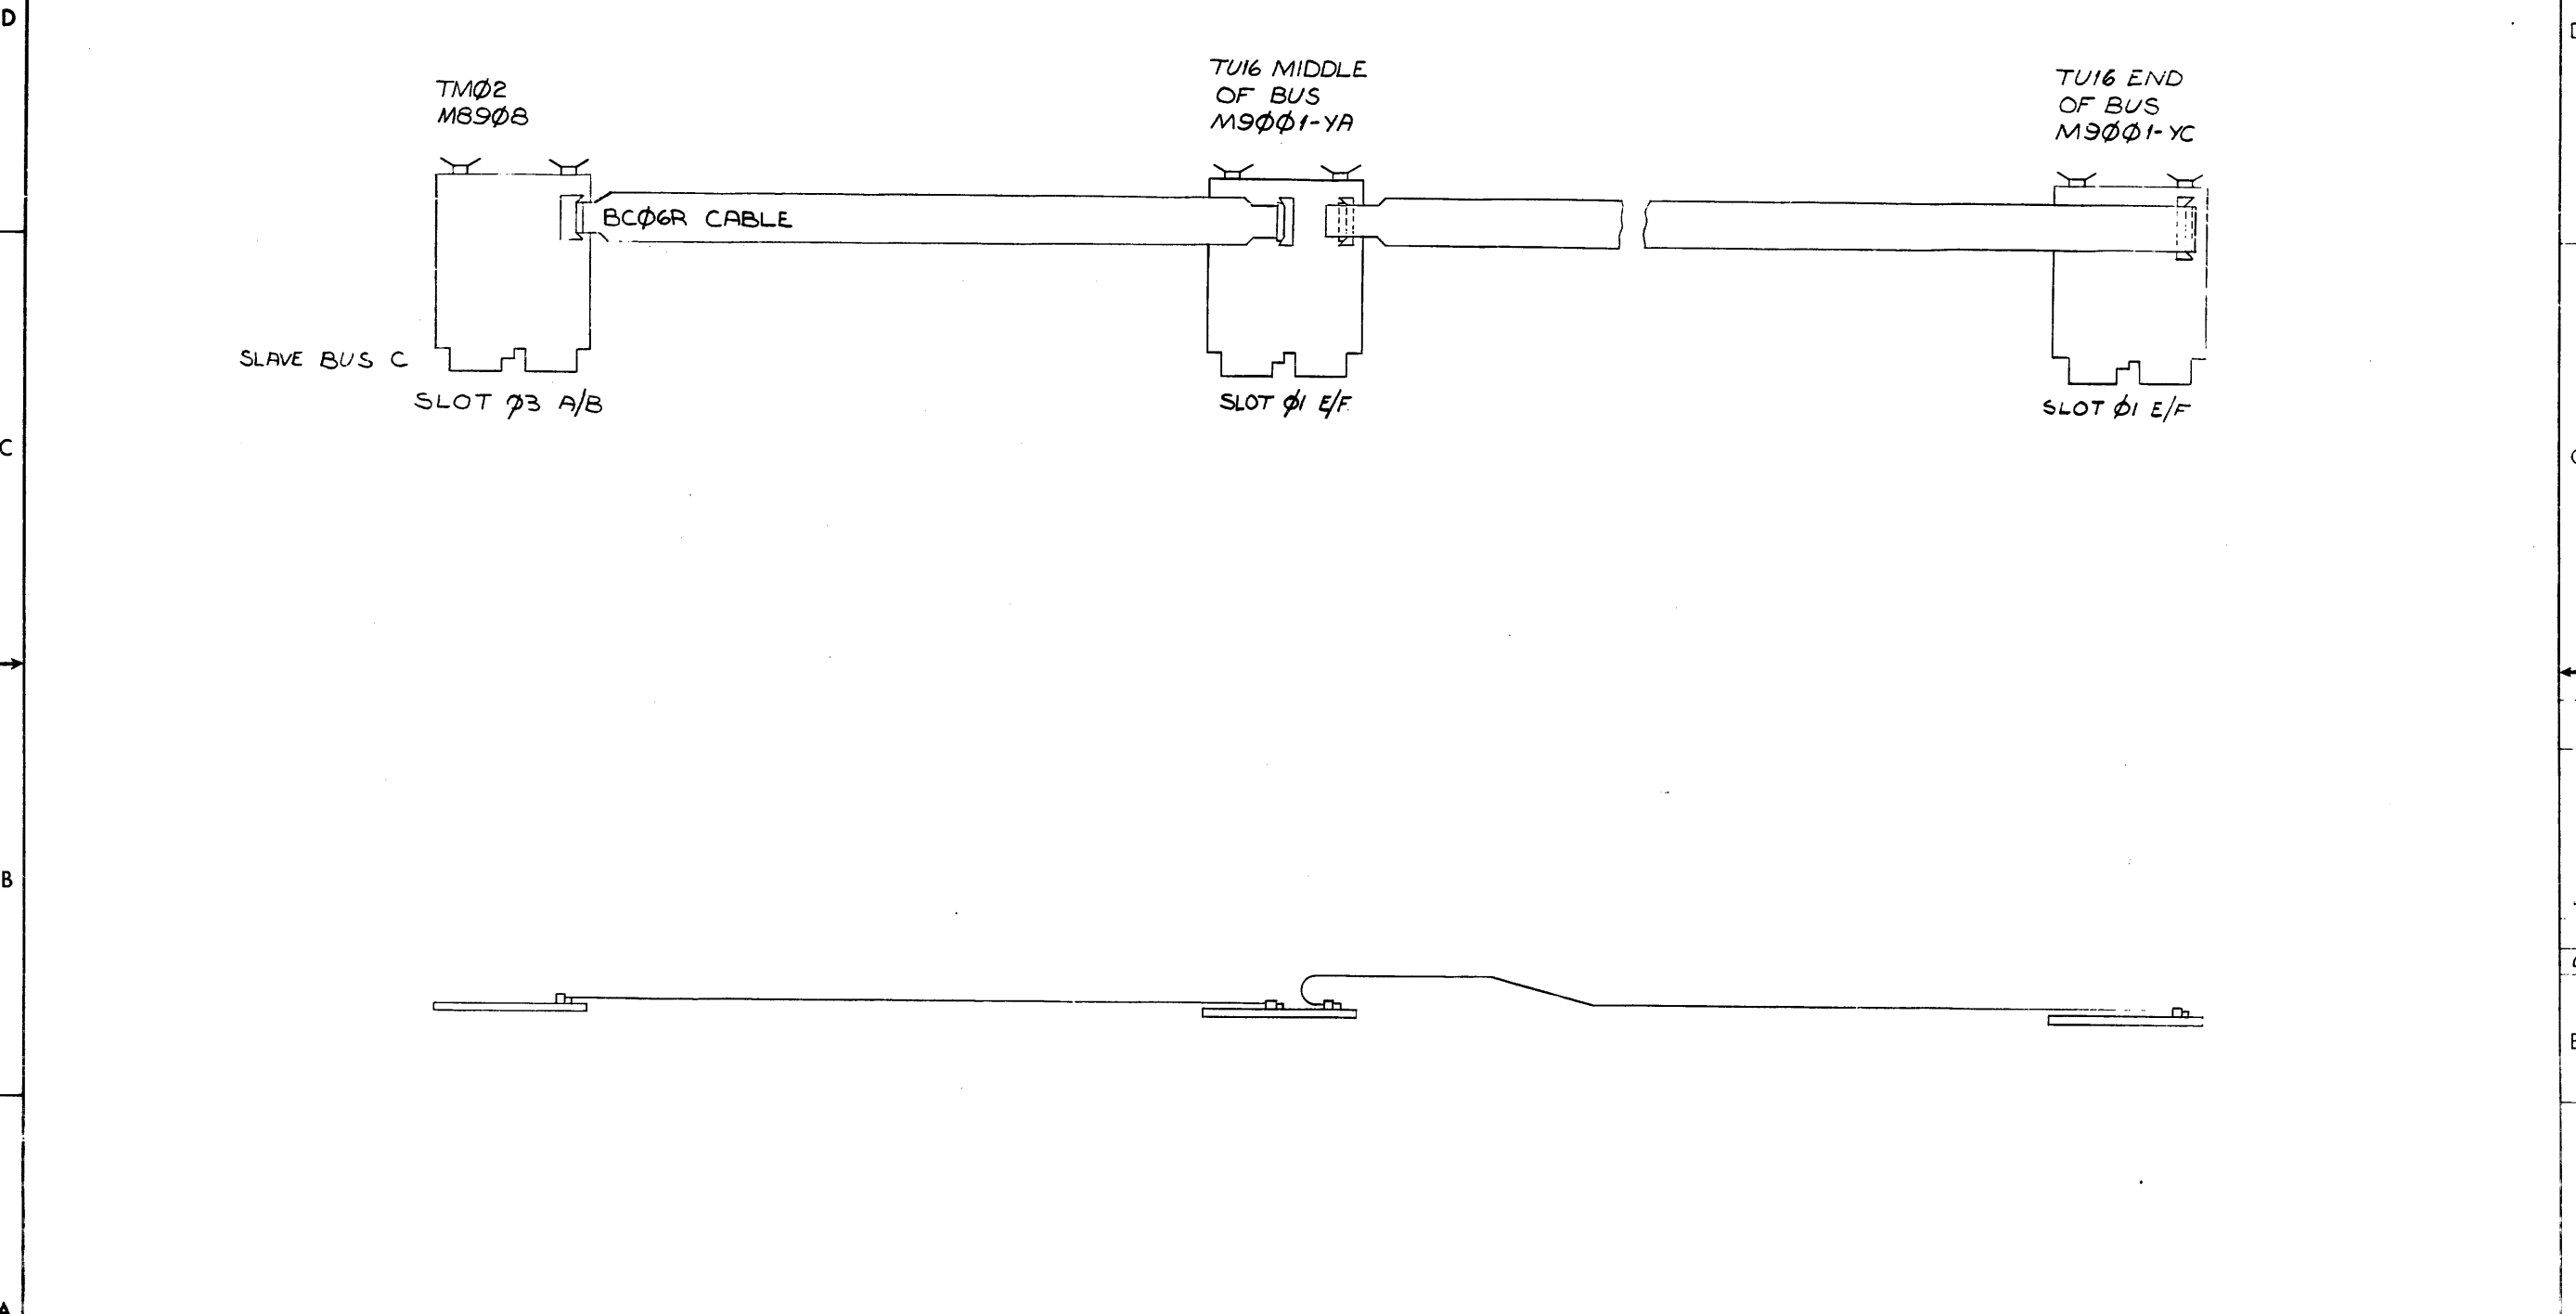 D
TMØ2
M89Ø8
TU16 MIDDLE
OF BUS
M9ØØ1-YA
TU16 END
OF BUS
M9ØØ1-YC
BCØ6R CABLE
SLAVE BUS C
SLOT Ø3 A/B
SLOT Ø1 E/F
SLOT Ø1 E/F
C
B
A